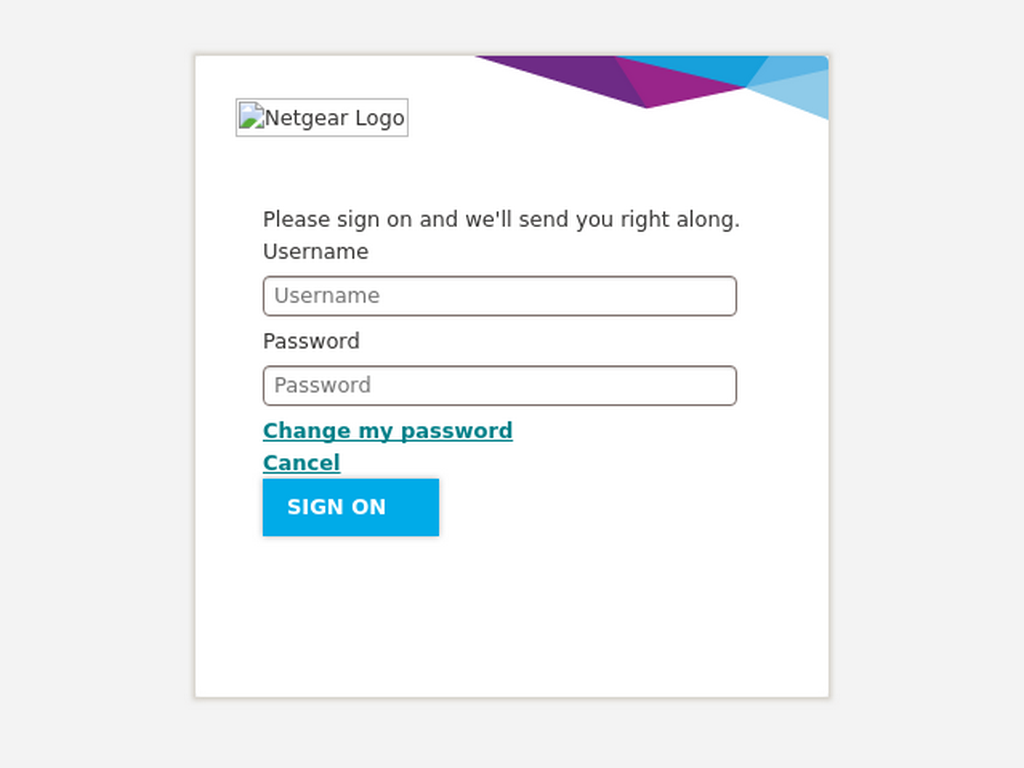 Netgear Logo
Please sign on and we'll send you right along.
Username
Username
Password
Password
Change my password
Cancel
SIGN ON